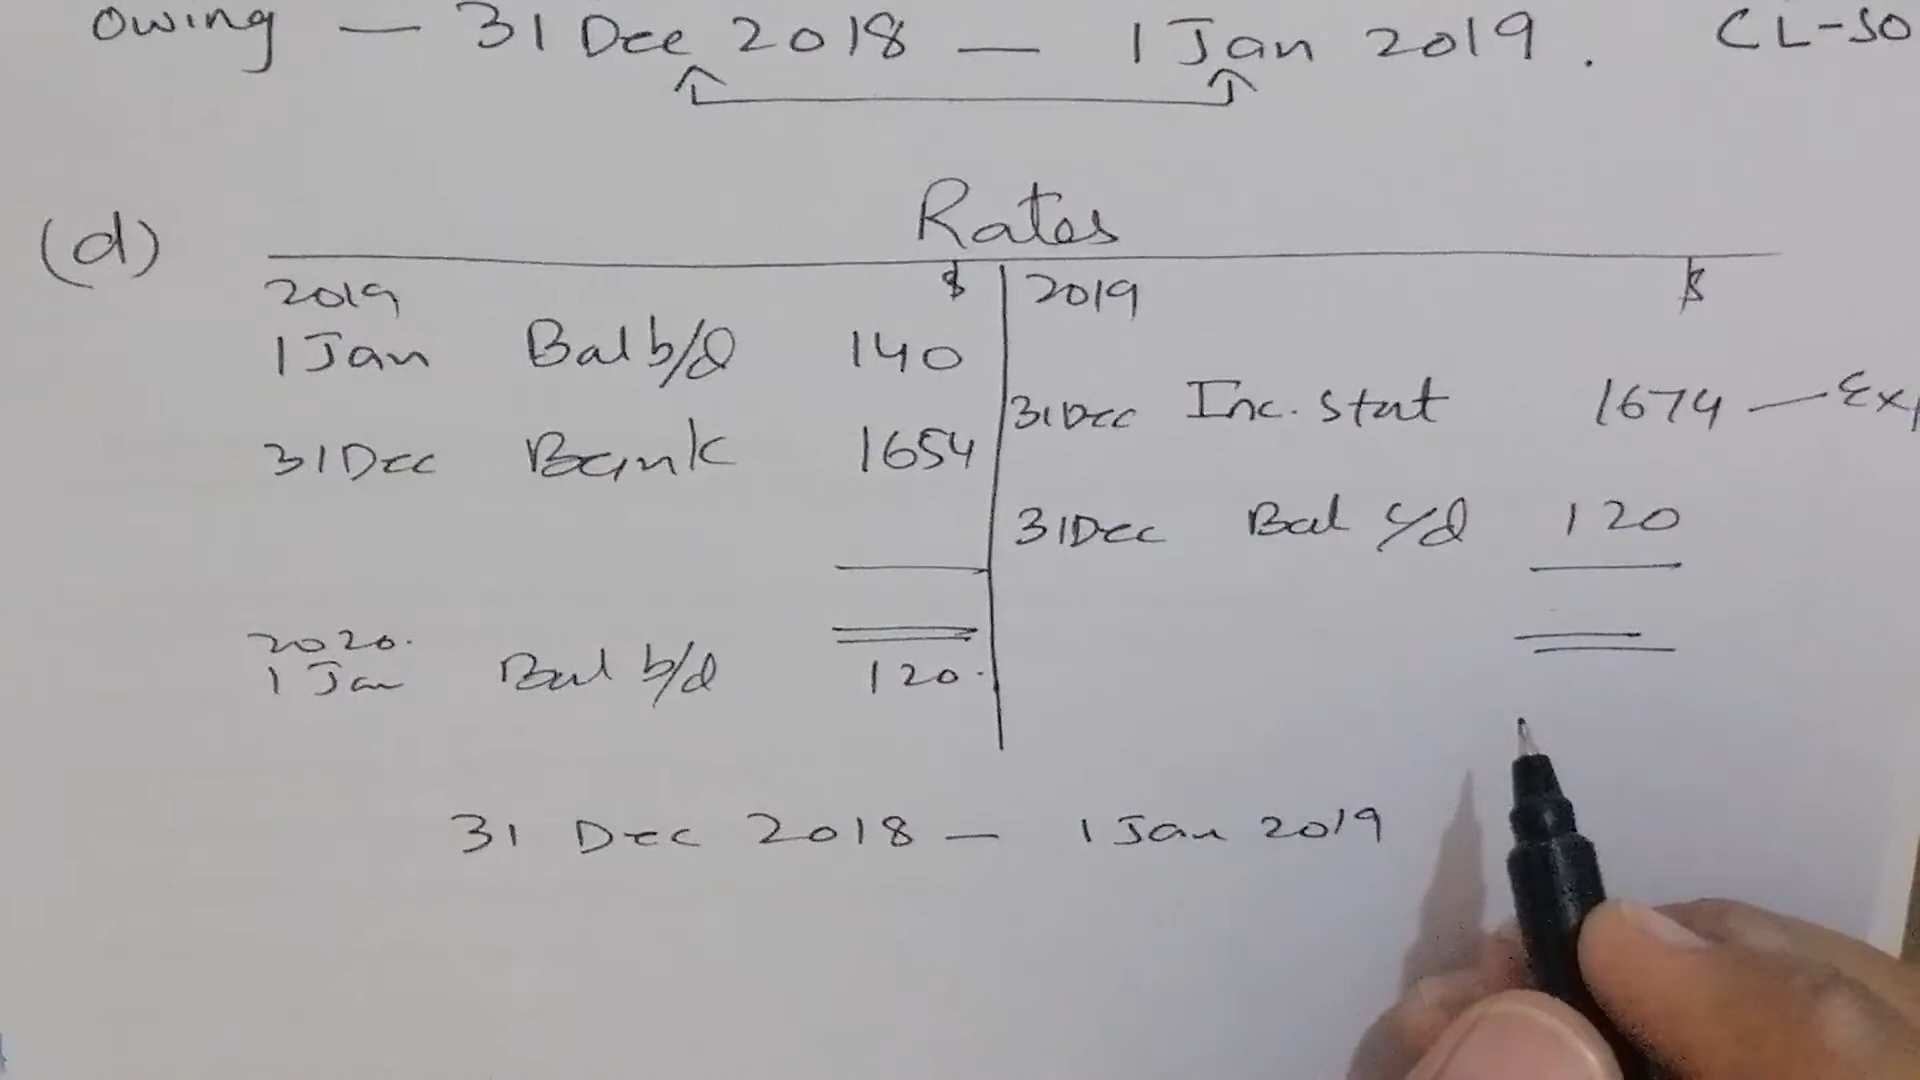 owing — 31 Dec 2018 — 1 Jan 2019. CL-50
(d) Rates
2019 $ 2019 $
1 Jan Bal b/d 140
31 Dec Inc. stat 1674 — Exp
31 Dec Bank 1654
31 Dec Bal c/d 120
2020.
1 Jan Bal b/d 120.
31 Dec 2018 — 1 Jan 2019